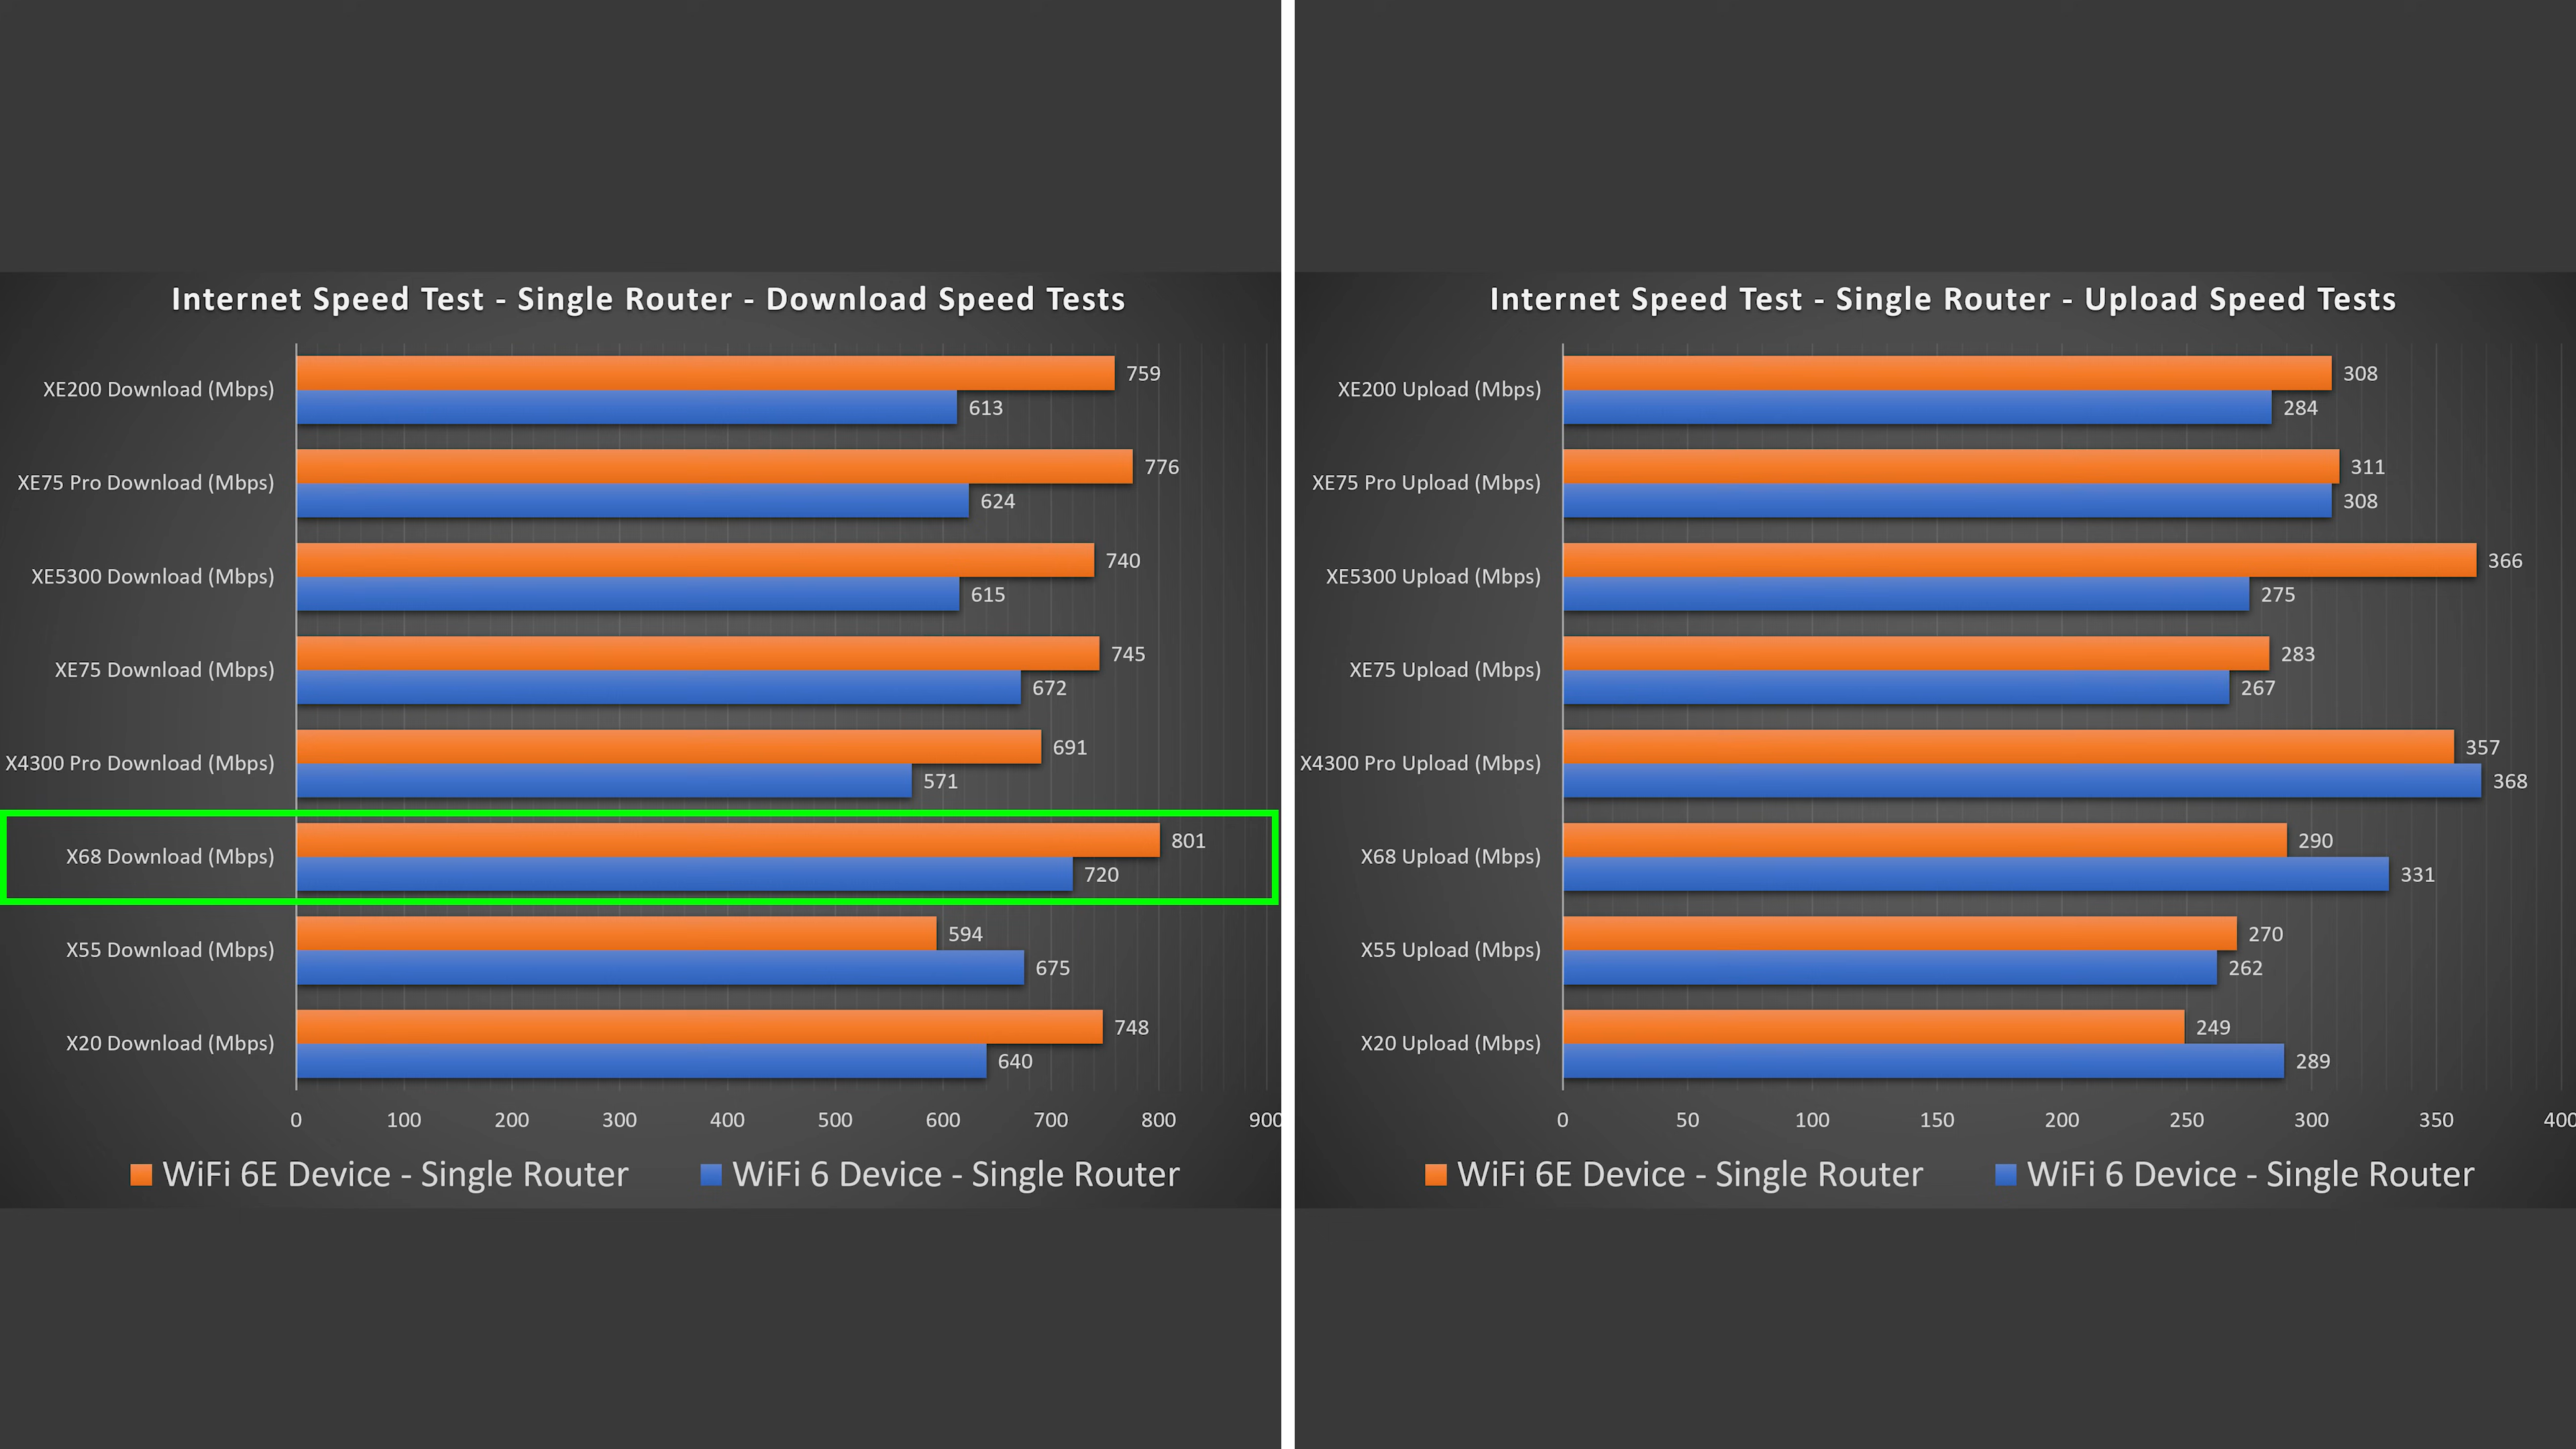 Internet Speed Test - Single Router - Download Speed Tests
XE200 Download (Mbps)
759
613
XE75 Pro Download (Mbps)
776
624
XE5300 Download (Mbps)
740
615
XE75 Download (Mbps)
745
672
X4300 Pro Download (Mbps)
691
571
X68 Download (Mbps)
801
720
X55 Download (Mbps)
594
675
X20 Download (Mbps)
748
640
0 100 200 300 400 500 600 700 800 900
WiFi 6E Device - Single Router
WiFi 6 Device - Single Router
Internet Speed Test - Single Router - Upload Speed Tests
XE200 Upload (Mbps)
308
284
XE75 Pro Upload (Mbps)
311
308
XE5300 Upload (Mbps)
366
275
XE75 Upload (Mbps)
283
267
X4300 Pro Upload (Mbps)
357
368
X68 Upload (Mbps)
290
331
X55 Upload (Mbps)
270
262
X20 Upload (Mbps)
249
289
0 50 100 150 200 250 300 350 400
WiFi 6E Device - Single Router
WiFi 6 Device - Single Router